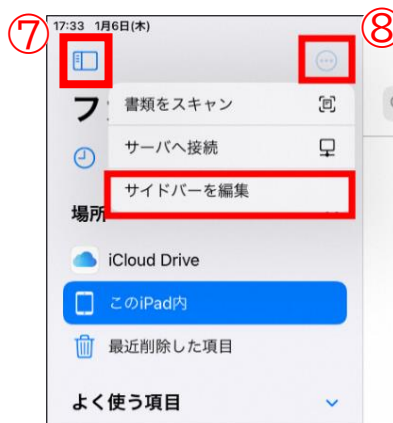 ⑦
17:33 1月6日(木)
⑧
フ
書類をスキャン
サーバへ接続
サイドバーを編集
場所
iCloud Drive
このiPad内
最近削除した項目
よく使う項目